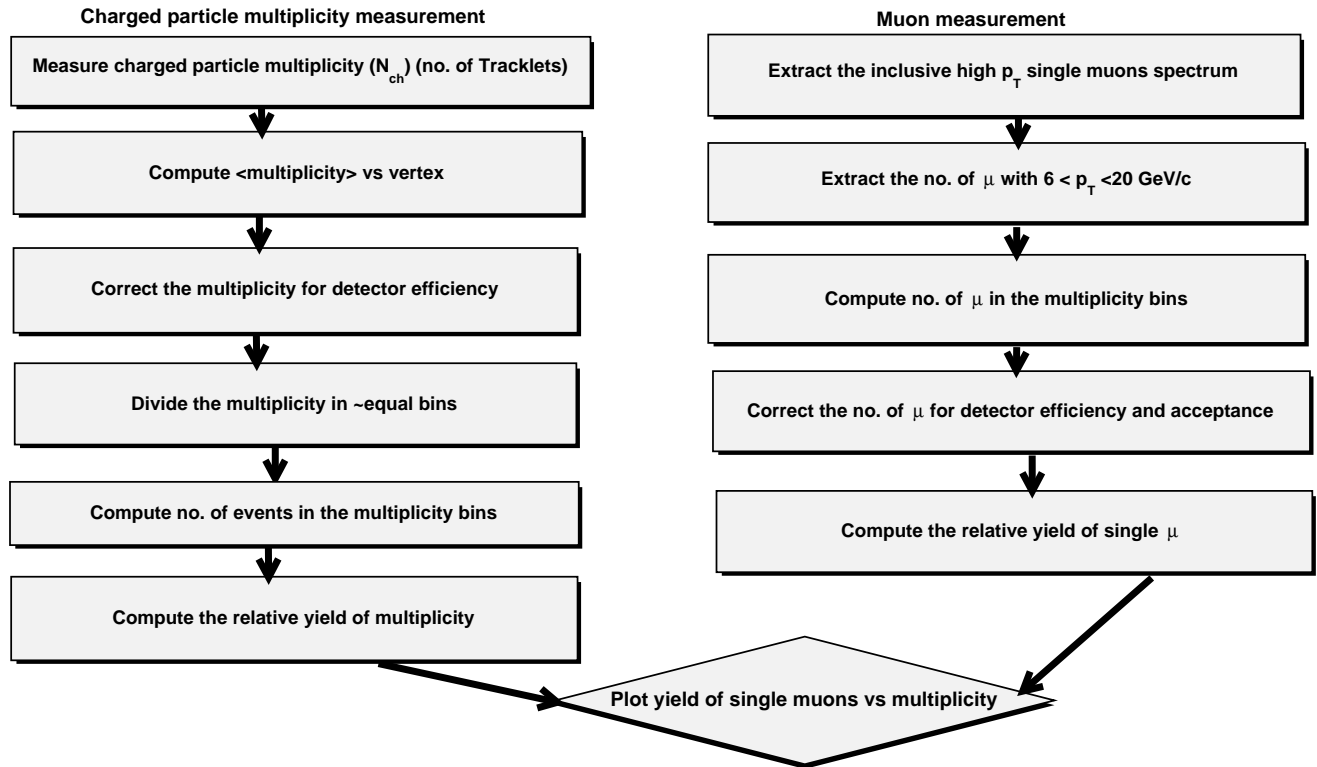 Charged particle multiplicity measurement
Measure charged particle multiplicity (N_ch) (no. of Tracklets)
Compute <multiplicity> vs vertex
Correct the multiplicity for detector efficiency
Divide the multiplicity in ~equal bins
Compute no. of events in the multiplicity bins
Compute the relative yield of multiplicity
Muon measurement
Extract the inclusive high p_T single muons spectrum
Extract the no. of μ with 6 < p_T <20 GeV/c
Compute no. of μ in the multiplicity bins
Correct the no. of μ for detector efficiency and acceptance
Compute the relative yield of single μ
Plot yield of single muons vs multiplicity